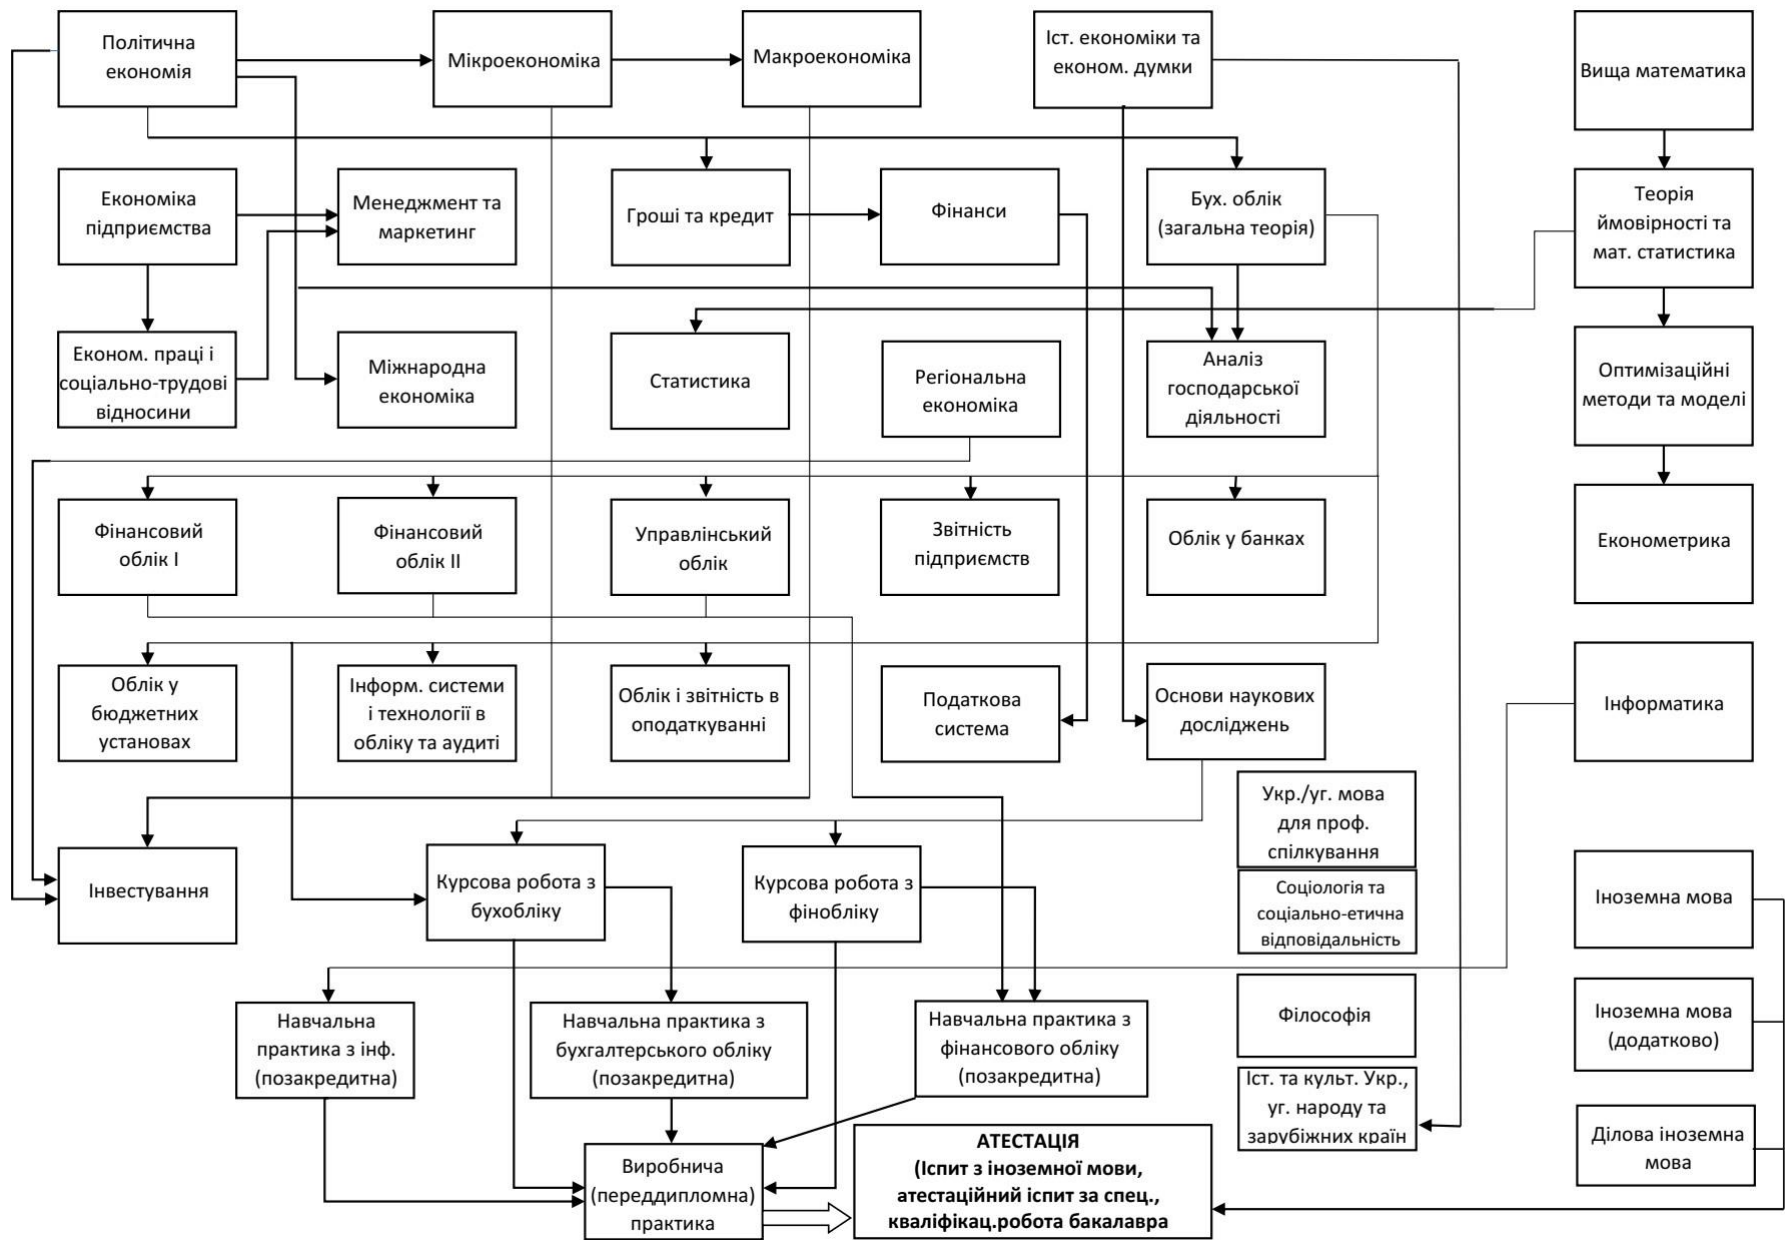 Політична
економія
Мікроекономіка
Макроекономіка
Іст. економіки та
економ. думки
Вища математика
Економіка
підприємства
Менеджмент та
маркетинг
Гроші та кредит
Фінанси
Бух. облік
(загальна теорія)
Теорія
ймовірності та
мат. статистика
Економ. праці і
соціально-трудові
відносини
Міжнародна
економіка
Статистика
Регіональна
економіка
Аналіз
господарської
діяльності
Оптимізаційні
методи та моделі
Фінансовий
облік І
Фінансовий
облік ІІ
Управлінський
облік
Звітність
підприємств
Облік у банках
Економетрика
Облік у
бюджетних
установах
Інформ. системи
і технології в
обліку та аудиті
Облік і звітність в
оподаткуванні
Податкова
система
Основи наукових
досліджень
Інформатика
Укр./уг. мова
для проф.
спілкування
Інвестування
Курсова робота з
бухобліку
Курсова робота з
фінобліку
Соціологія та
соціально-етична
відповідальність
Іноземна мова
Навчальна
практика з інф.
(позакредитна)
Навчальна практика з
бухгалтерського обліку
(позакредитна)
Навчальна практика з
фінансового обліку
(позакредитна)
Філософія
Іноземна мова
(додатково)
Іст. та культ. Укр.,
уг. народу та
зарубіжних країн
Ділова іноземна
мова
Виробнича
(переддипломна)
практика
АТЕСТАЦІЯ
(Іспит з іноземної мови,
атестаційний іспит за спец.,
кваліфікац.робота бакалавра